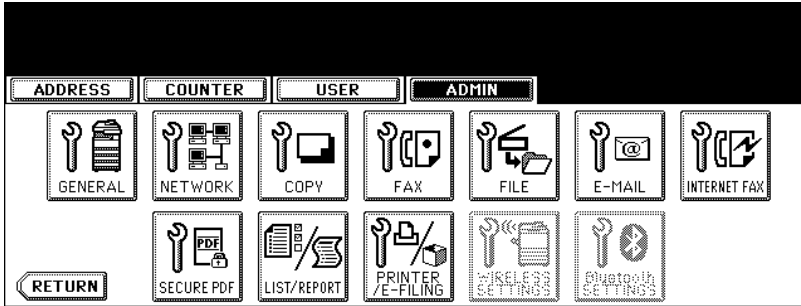 ADDRESS COUNTER USER ADMIN
GENERAL NETWORK COPY FAX FILE E-MAIL INTERNET FAX
@
PDF
SECURE PDF LIST/REPORT PRINTER WIRELESS Bluetooth
/E-FILING SETTINGS SETTINGS
RETURN